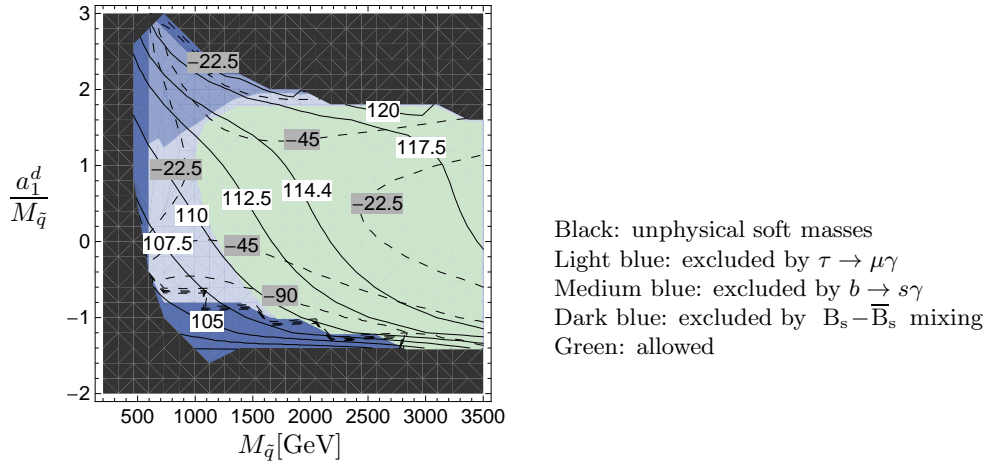 3
2
1
0
−1
−2
500 1000 1500 2000 2500 3000 3500
a_1^d / M_q̃
M_q̃ [GeV]
−22.5
120
−45
117.5
−22.5
114.4
112.5
−22.5
110
107.5
−45
−90
105
Black: unphysical soft masses
Light blue: excluded by τ → μγ
Medium blue: excluded by b → sγ
Dark blue: excluded by B_s − B̅_s mixing
Green: allowed